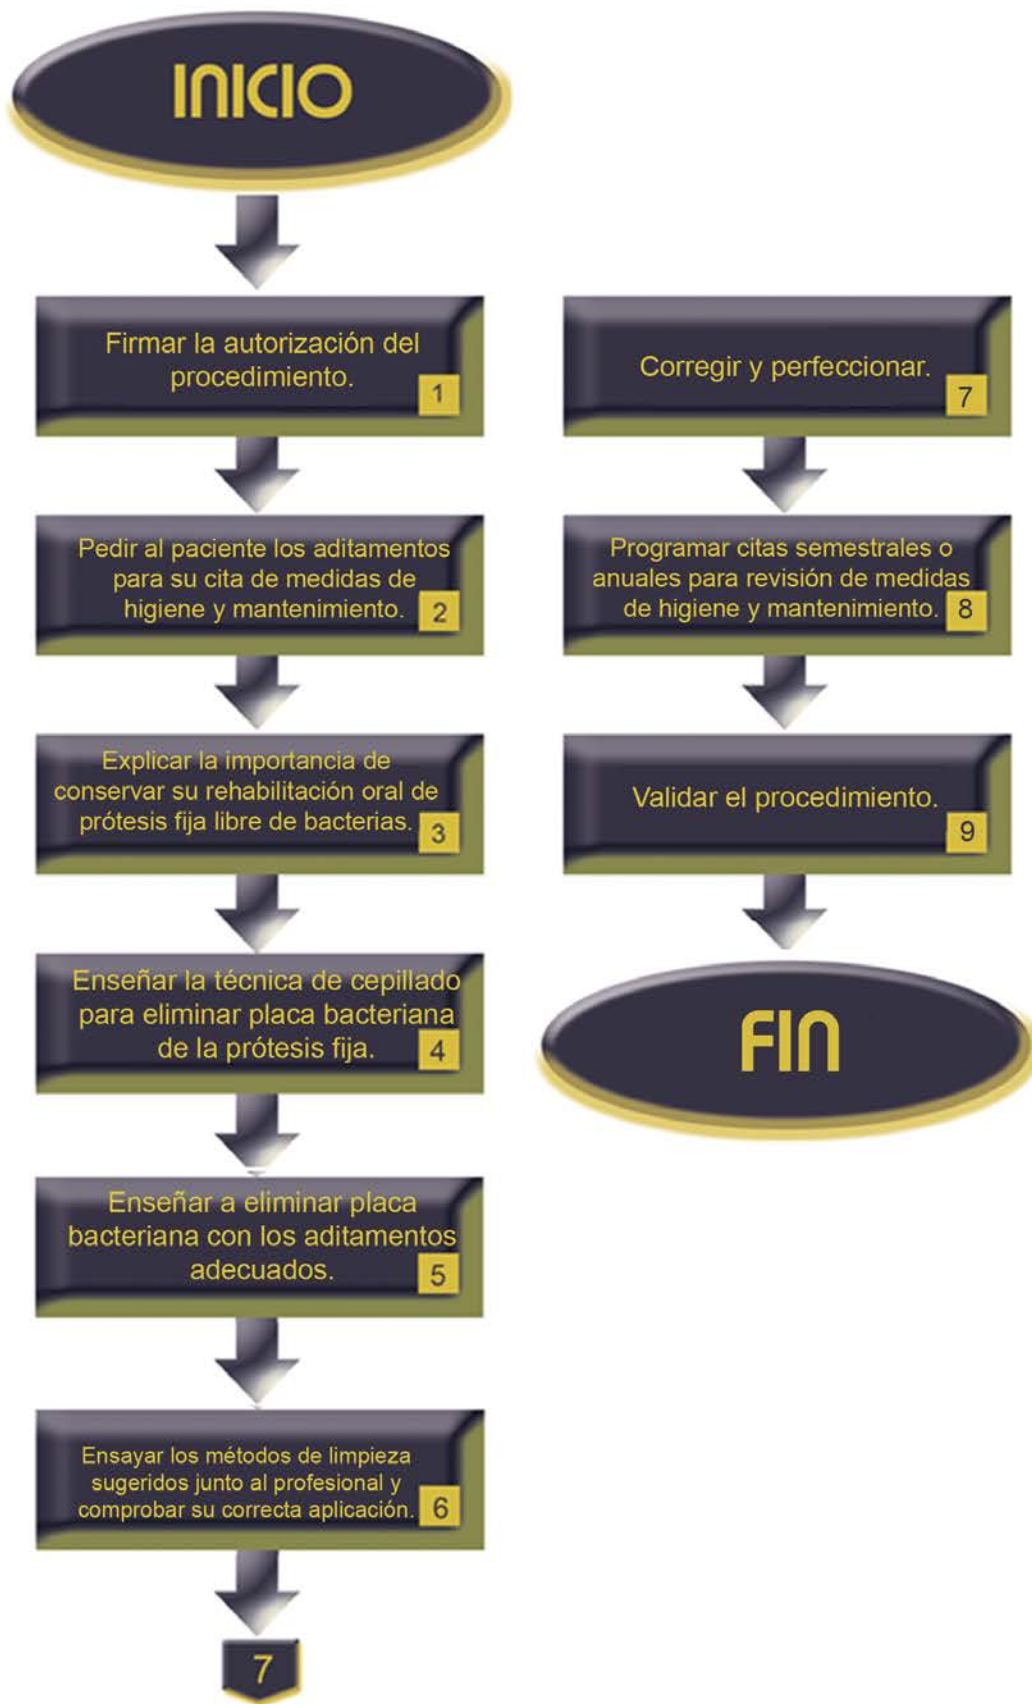 INICIO
Firmar la autorización del
procedimiento.
1
Pedir al paciente los aditamentos
para su cita de medidas de
higiene y mantenimiento.
2
Explicar la importancia de
conservar su rehabilitación oral de
prótesis fija libre de bacterias.
3
Enseñar la técnica de cepillado
para eliminar placa bacteriana
de la prótesis fija.
4
Enseñar a eliminar placa
bacteriana con los aditamentos
adecuados.
5
Ensayar los métodos de limpieza
sugeridos junto al profesional y
comprobar su correcta aplicación.
6
7
Corregir y perfeccionar.
7
Programar citas semestrales o
anuales para revisión de medidas
de higiene y mantenimiento.
8
Validar el procedimiento.
9
FIN